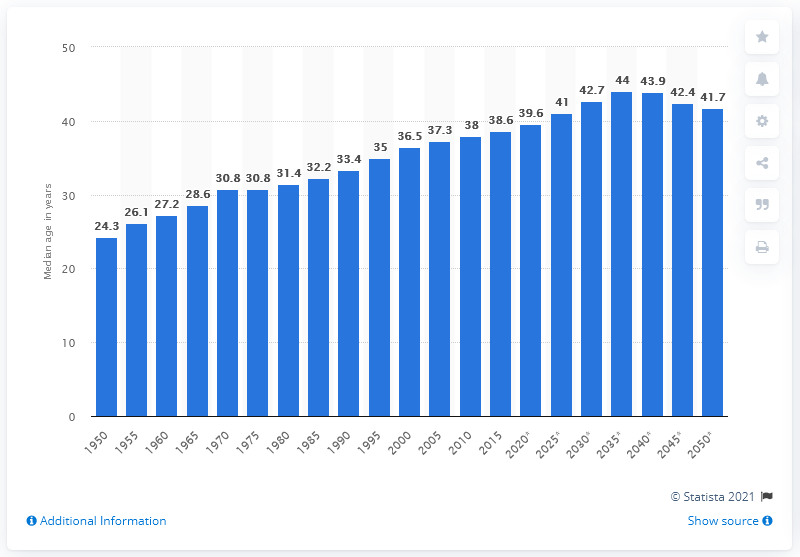 50
40
30
20
10
0
Median age in years
24.3 26.1 27.2 28.6 30.8 30.8 31.4 32.2 33.4 35 36.5 37.3 38 38.6 39.6 41 42.7 44 43.9 42.4 41.7
1950 1955 1960 1965 1970 1975 1980 1985 1990 1995 2000 2005 2010 2015 2020* 2025* 2030* 2035* 2040* 2045* 2050*
© Statista 2021
Additional Information
Show source